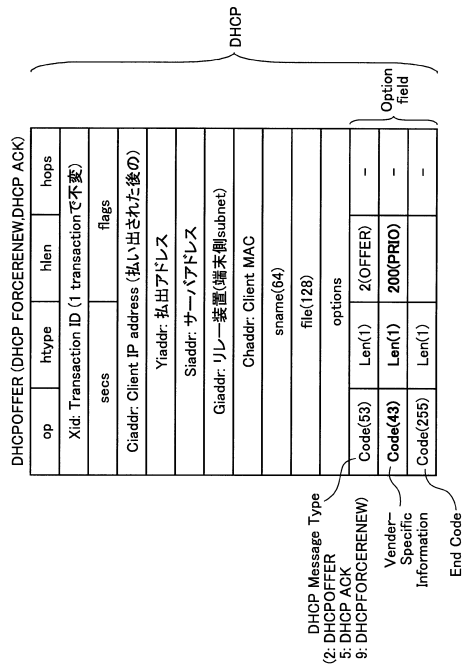 DHCPOFFER (DHCP FORCERENEW,DHCP ACK)
op htype hlen hops
Xid: Transaction ID (1 transactionで不変)
secs flags
Ciaddr: Client IP address (払い出された後の)
Yiaddr: 払出アドレス
Siaddr: サーバアドレス
Giaddr: リレー装置(端末側subnet)
Chaddr: Client MAC
sname(64)
file(128)
options
Code(53) Len(1) 2(OFFER) -
Code(43) Len(1) 200(PRIO) -
Code(255) Len(1) -
DHCP
Option
field
DHCP Message Type
(2: DHCPOFFER
5: DHCP ACK
9: DHCPFORCERENEW)
Vender-
Specific
Information
End Code